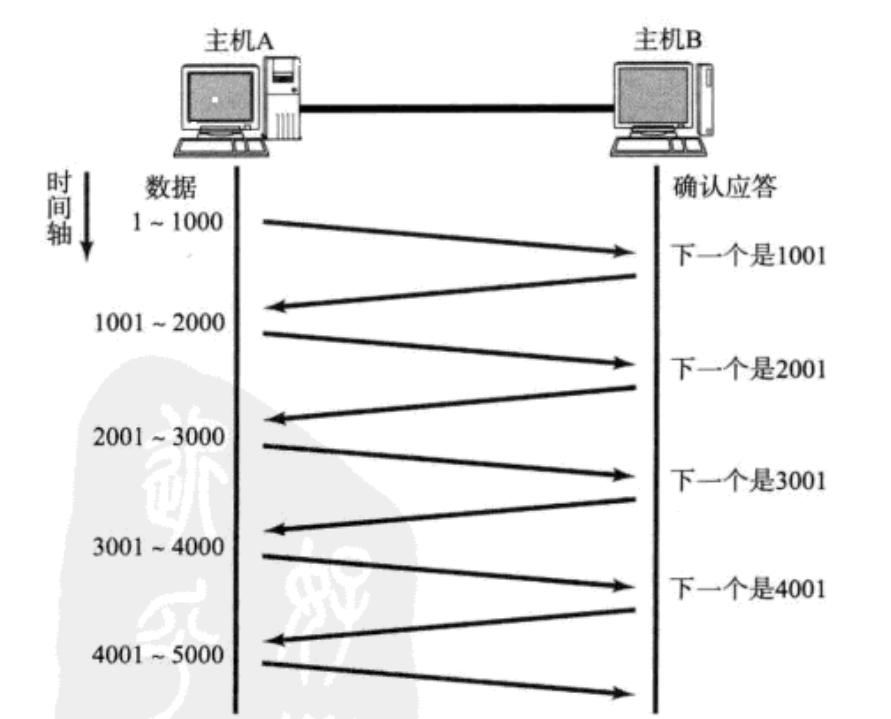 主机A
主机B
时间轴
数据
确认应答
1 ~ 1000
下一个是1001
1001 ~ 2000
下一个是2001
2001 ~ 3000
下一个是3001
3001 ~ 4000
下一个是4001
4001 ~ 5000